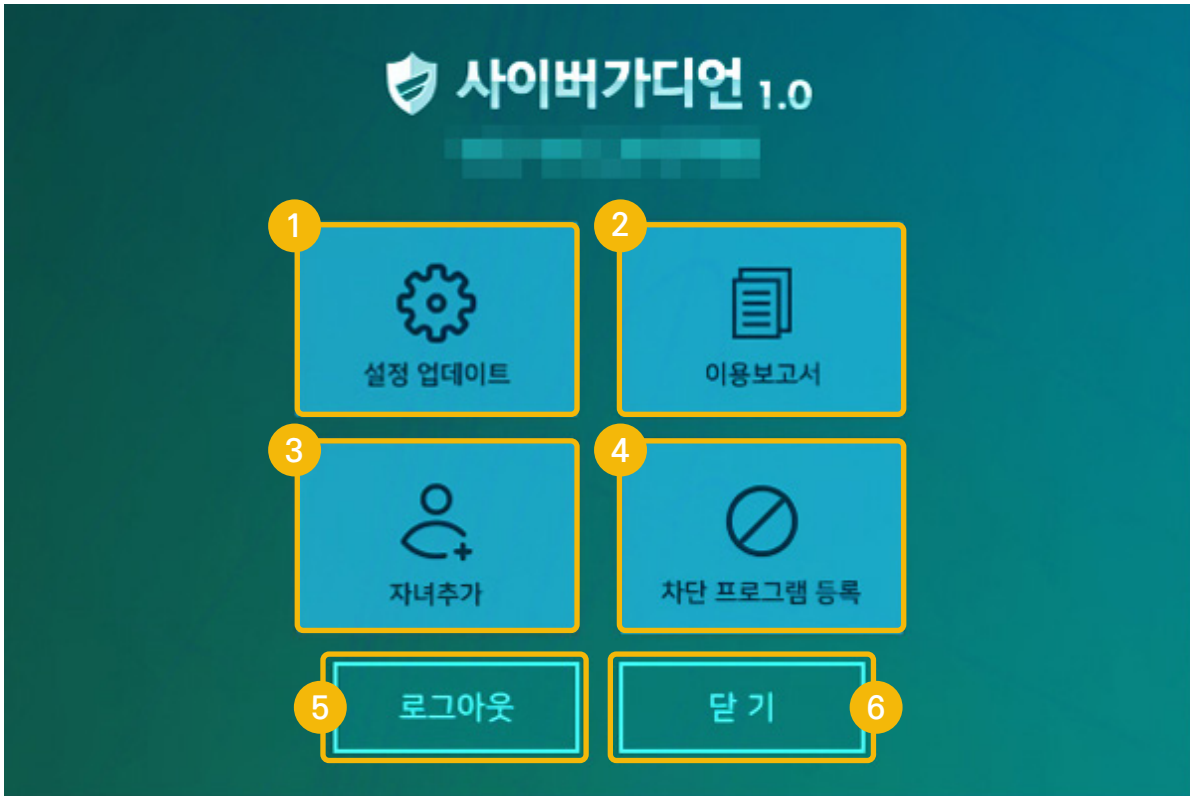 사이버가디언 1.0
1
2
설정 업데이트
이용보고서
3
4
자녀추가
차단 프로그램 등록
5
로그아웃
닫 기
6